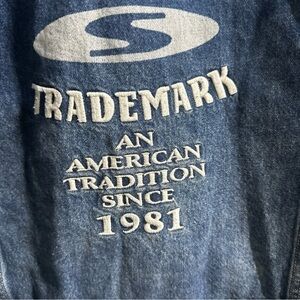 S
TRADEMARK
AN
AMERICAN
TRADITION
SINCE
1981